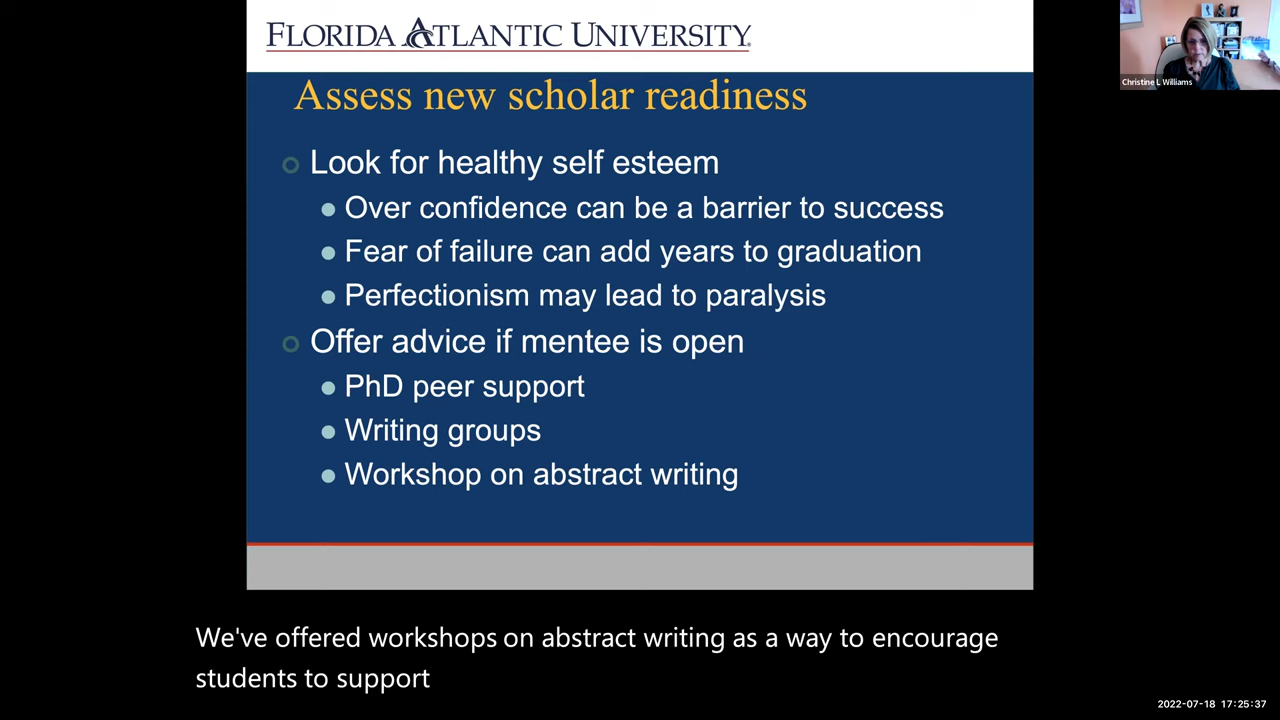 FLORIDA ATLANTIC UNIVERSITY.
Christine L Williams
Assess new scholar readiness
Look for healthy self esteem
Over confidence can be a barrier to success
Fear of failure can add years to graduation
Perfectionism may lead to paralysis
Offer advice if mentee is open
PhD peer support
Writing groups
Workshop on abstract writing
We've offered workshops on abstract writing as a way to encourage
students to support
2022-07-18 17:25:37